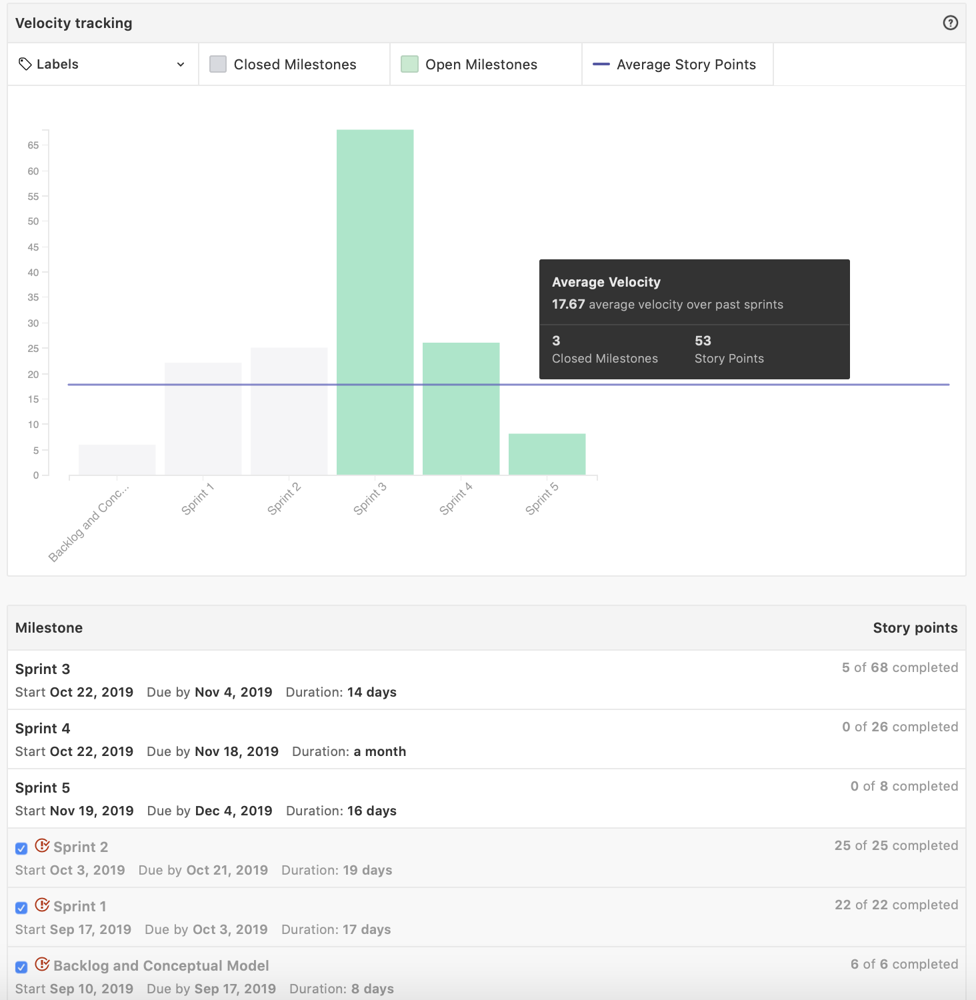 Velocity tracking
Labels
Closed Milestones
Open Milestones
Average Story Points
65
60
55
50
45
40
35
30
25
20
15
10
5
0
Backlog and Conc...
Sprint 1
Sprint 2
Sprint 3
Sprint 4
Sprint 5
Average Velocity
17.67 average velocity over past sprints
3
Closed Milestones
53
Story Points
Milestone
Story points
Sprint 3
5 of 68 completed
Start Oct 22, 2019 Due by Nov 4, 2019 Duration: 14 days
Sprint 4
0 of 26 completed
Start Oct 22, 2019 Due by Nov 18, 2019 Duration: a month
Sprint 5
0 of 8 completed
Start Nov 19, 2019 Due by Dec 4, 2019 Duration: 16 days
Sprint 2
25 of 25 completed
Start Oct 3, 2019 Due by Oct 21, 2019 Duration: 19 days
Sprint 1
22 of 22 completed
Start Sep 17, 2019 Due by Oct 3, 2019 Duration: 17 days
Backlog and Conceptual Model
6 of 6 completed
Start Sep 10, 2019 Due by Sep 17, 2019 Duration: 8 days